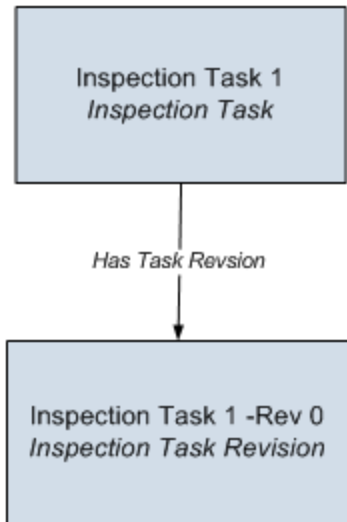 Inspection Task 1
Inspection Task
Has Task Revsion
Inspection Task 1 -Rev 0
Inspection Task Revision